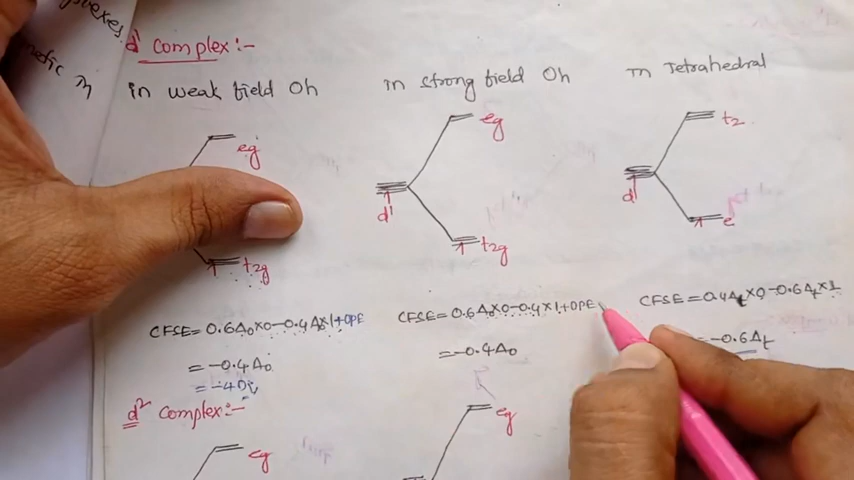 d¹ complex:-
in weak field Oh
in strong field Oh
in Tetrahedral
eg
eg
t₂
d¹
d¹
t₂g
t₂g
e
CFSE = 0.6Δ₀×0-0.4Δ₀×1+0PE
= -0.4Δ₀
= -4Dq
CFSE = 0.6Δ₀×0-0.4×1+0PE
= -0.4Δ₀
CFSE = 0.4Δt×0-0.6Δt×1
= -0.6Δt
d² complex:-
eg
eg